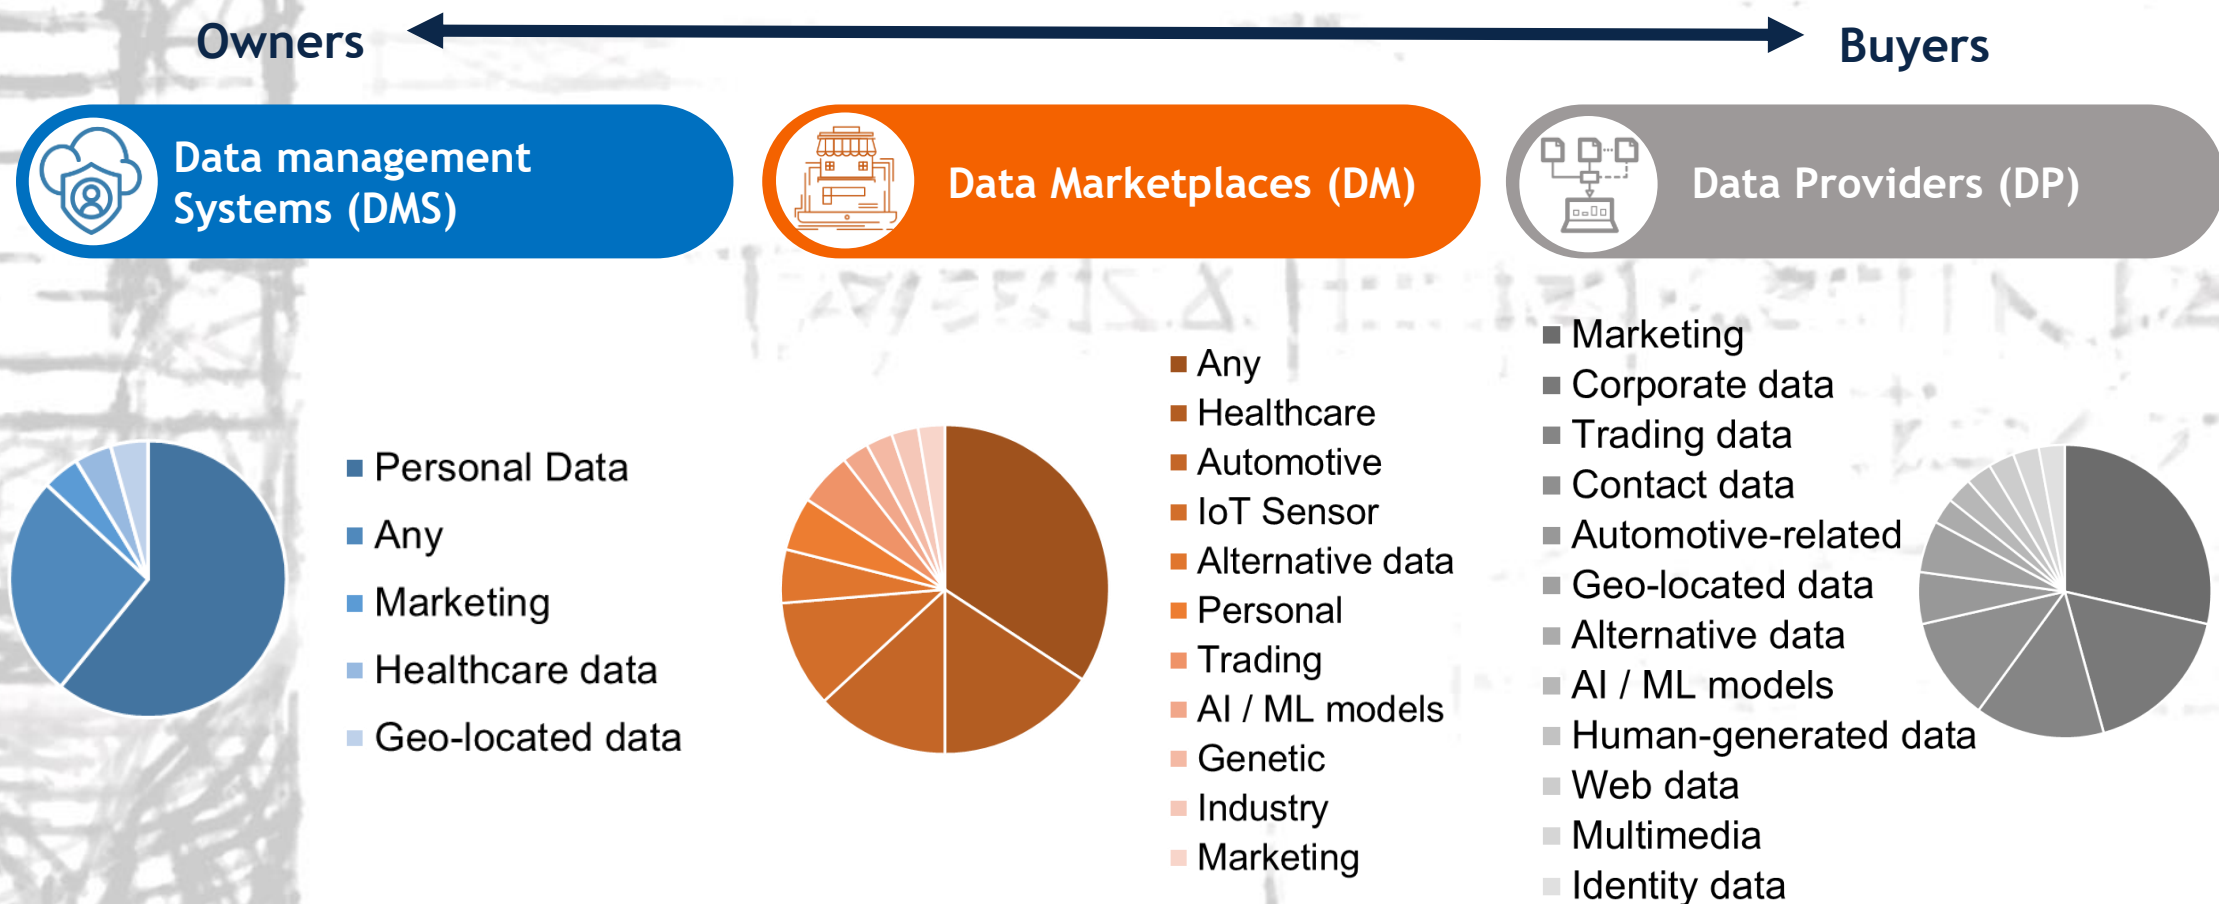 Owners
Buyers
Data management
Systems (DMS)
Data Marketplaces (DM)
Data Providers (DP)
Personal Data
Any
Marketing
Healthcare data
Geo-located data
Any
Healthcare
Automotive
IoT Sensor
Alternative data
Personal
Trading
AI / ML models
Genetic
Industry
Marketing
Marketing
Corporate data
Trading data
Contact data
Automotive-related
Geo-located data
Alternative data
AI / ML models
Human-generated data
Web data
Multimedia
Identity data